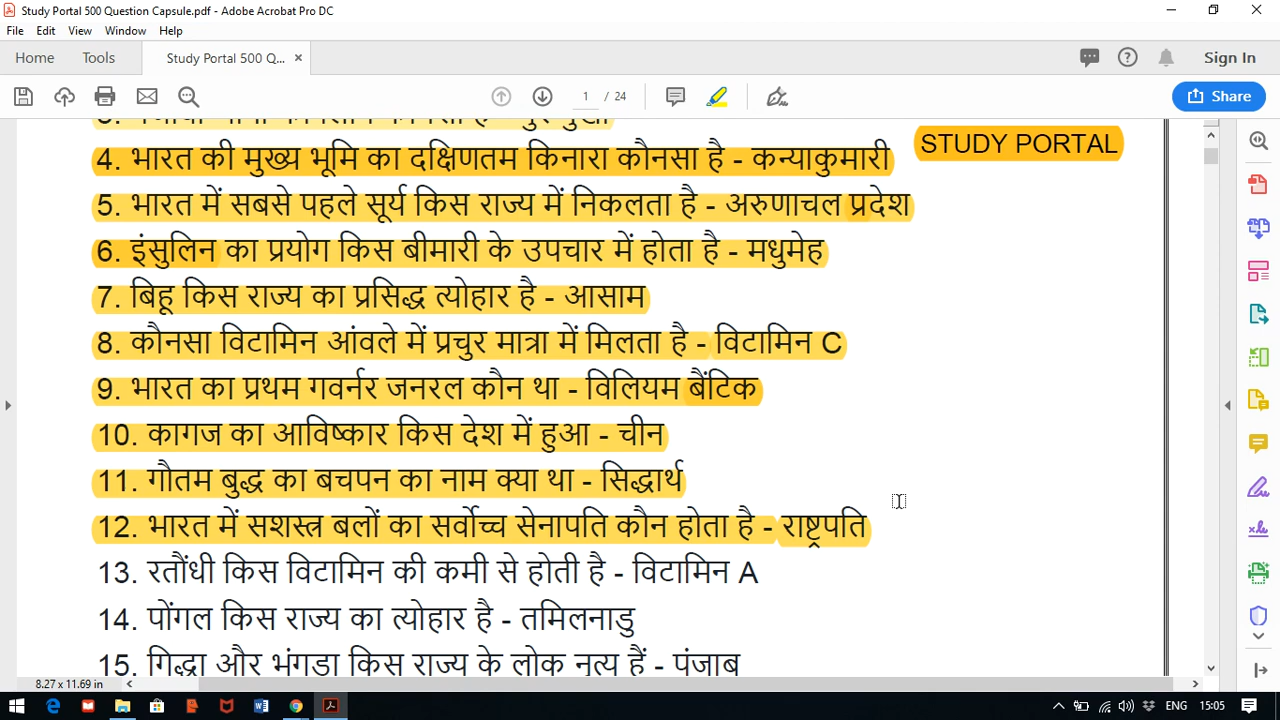 Study Portal 500 Question Capsule.pdf - Adobe Acrobat Pro DC
File Edit View Window Help
Home Tools Study Portal 500 Q... × Sign In
1 / 24 Share
STUDY PORTAL
4. भारत की मुख्य भूमि का दक्षिणतम किनारा कौनसा है - कन्याकुमारी
5. भारत में सबसे पहले सूर्य किस राज्य में निकलता है - अरुणाचल प्रदेश
6. इंसुलिन का प्रयोग किस बीमारी के उपचार में होता है - मधुमेह
7. बिहू किस राज्य का प्रसिद्ध त्योहार है - आसाम
8. कौनसा विटामिन आंवले में प्रचुर मात्रा में मिलता है - विटामिन C
9. भारत का प्रथम गवर्नर जनरल कौन था - विलियम बैंटिक
10. कागज का आविष्कार किस देश में हुआ - चीन
11. गौतम बुद्ध का बचपन का नाम क्या था - सिद्धार्थ
12. भारत में सशस्त्र बलों का सर्वोच्च सेनापति कौन होता है - राष्ट्रपति
13. रतौंधी किस विटामिन की कमी से होती है - विटामिन A
14. पोंगल किस राज्य का त्योहार है - तमिलनाडु
15. गिद्धा और भंगडा किस राज्य के लोक नृत्य हैं - पंजाब
8.27 x 11.69 in
ENG 15:05